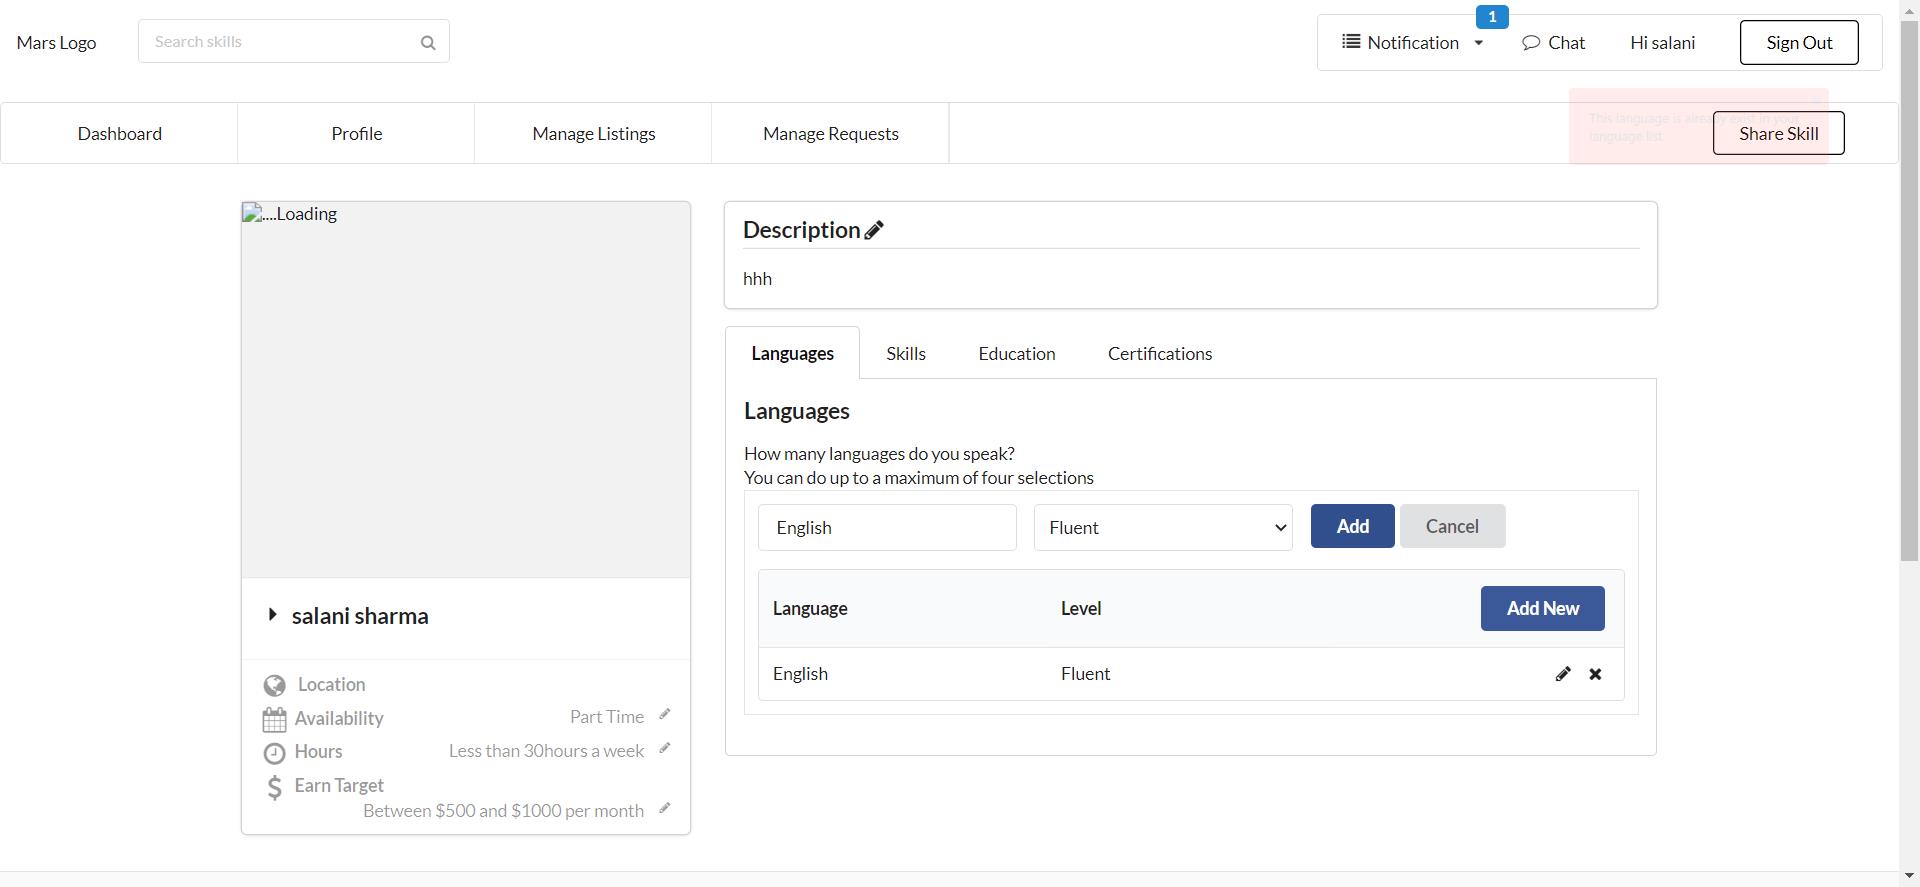 Mars Logo
Search skills
1
Notification
Chat
Hi salani
Sign Out
Dashboard
Profile
Manage Listings
Manage Requests
This language is already exist in your
language list
Share Skill
....Loading
Description
hhh
Languages
Skills
Education
Certifications
Languages
How many languages do you speak?
You can do up to a maximum of four selections
English
Fluent
Add
Cancel
Language
Level
Add New
English
Fluent
salani sharma
Location
Availability
Part Time
Hours
Less than 30hours a week
Earn Target
Between $500 and $1000 per month